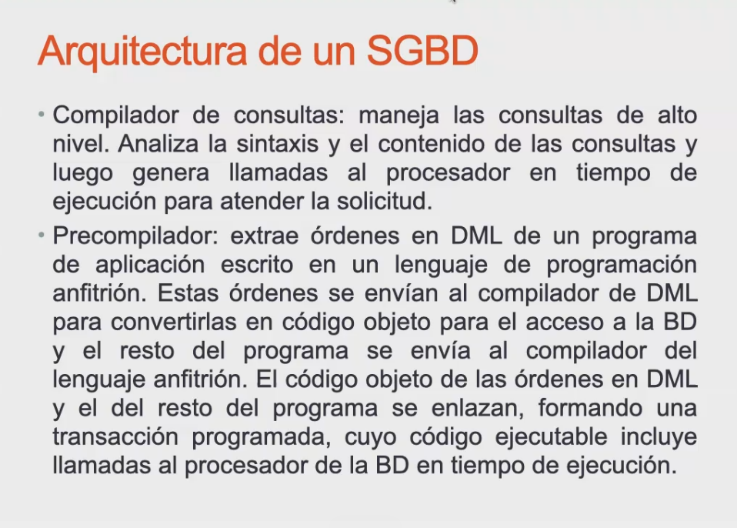 Arquitectura de un SGBD
• Compilador de consultas: maneja las consultas de alto
nivel. Analiza la sintaxis y el contenido de las consultas y
luego genera llamadas al procesador en tiempo de
ejecución para atender la solicitud.
• Precompilador: extrae órdenes en DML de un programa
de aplicación escrito en un lenguaje de programación
anfitrión. Estas órdenes se envían al compilador de DML
para convertirlas en código objeto para el acceso a la BD
y el resto del programa se envía al compilador del
lenguaje anfitrión. El código objeto de las órdenes en DML
y el del resto del programa se enlazan, formando una
transacción programada, cuyo código ejecutable incluye
llamadas al procesador de la BD en tiempo de ejecución.